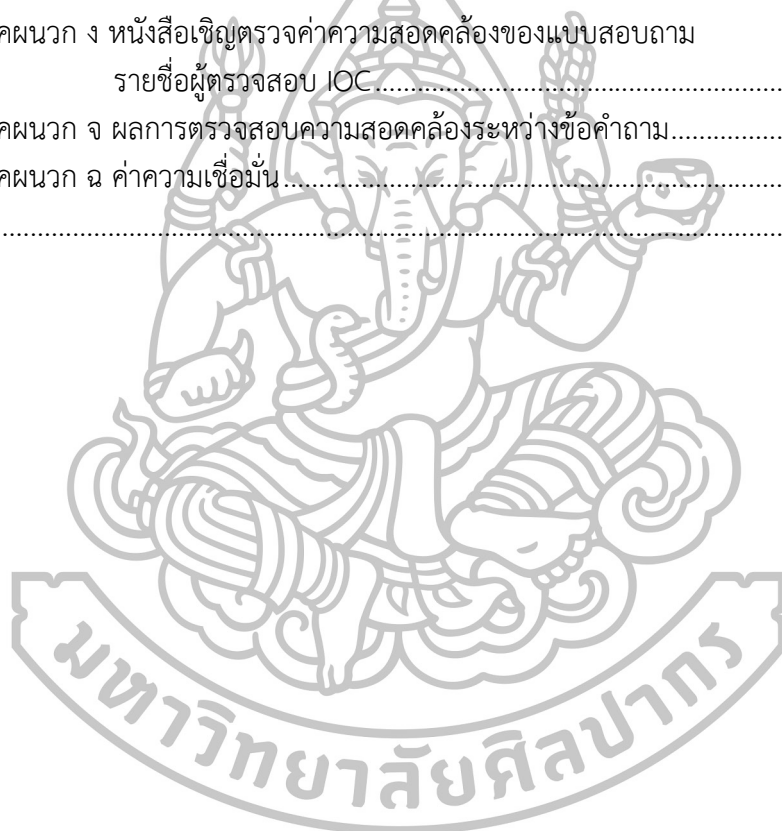 คผนวก ง หนังสือเชิญตรวจค่าความสอดคล้องของแบบสอบถาม
รายชื่อผู้ตรวจสอบ IOC....................................................................
คผนวก จ ผลการตรวจสอบความสอดคล้องระหว่างข้อคำถาม..................
คผนวก ฉ ค่าความเชื่อมั่น................................................................................
.............................................................................................................................
มหาวิทยาลัยศิลปากร